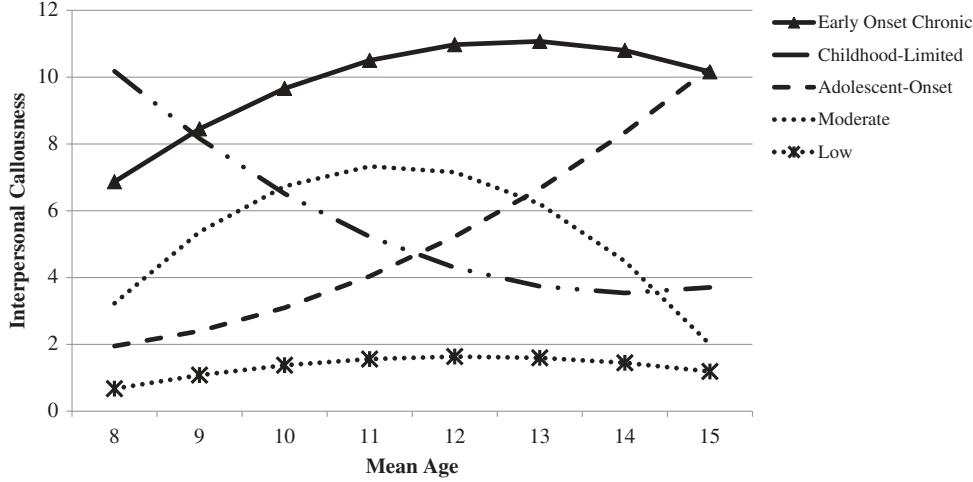 12
10
8
6
4
2
0
Interpersonal Callousness
8 9 10 11 12 13 14 15
Mean Age
Early Onset Chronic
Childhood-Limited
Adolescent-Onset
Moderate
Low